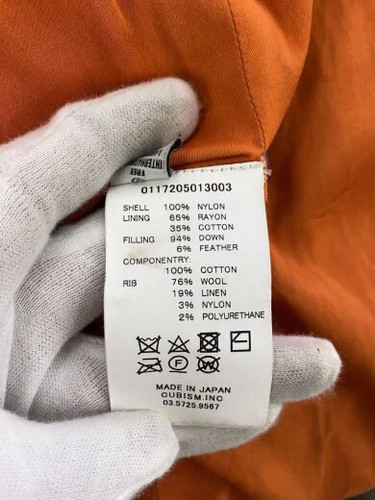 0117205013003
SHELL 100% NYLON
LINING 65% RAYON
35% COTTON
FILLING 94% DOWN
6% FEATHER
COMPONENTRY:
100% COTTON
RIB 76% WOOL
19% LINEN
3% NYLON
2% POLYURETHANE
MADE IN JAPAN
CUBISM.INC
03.5725.9567